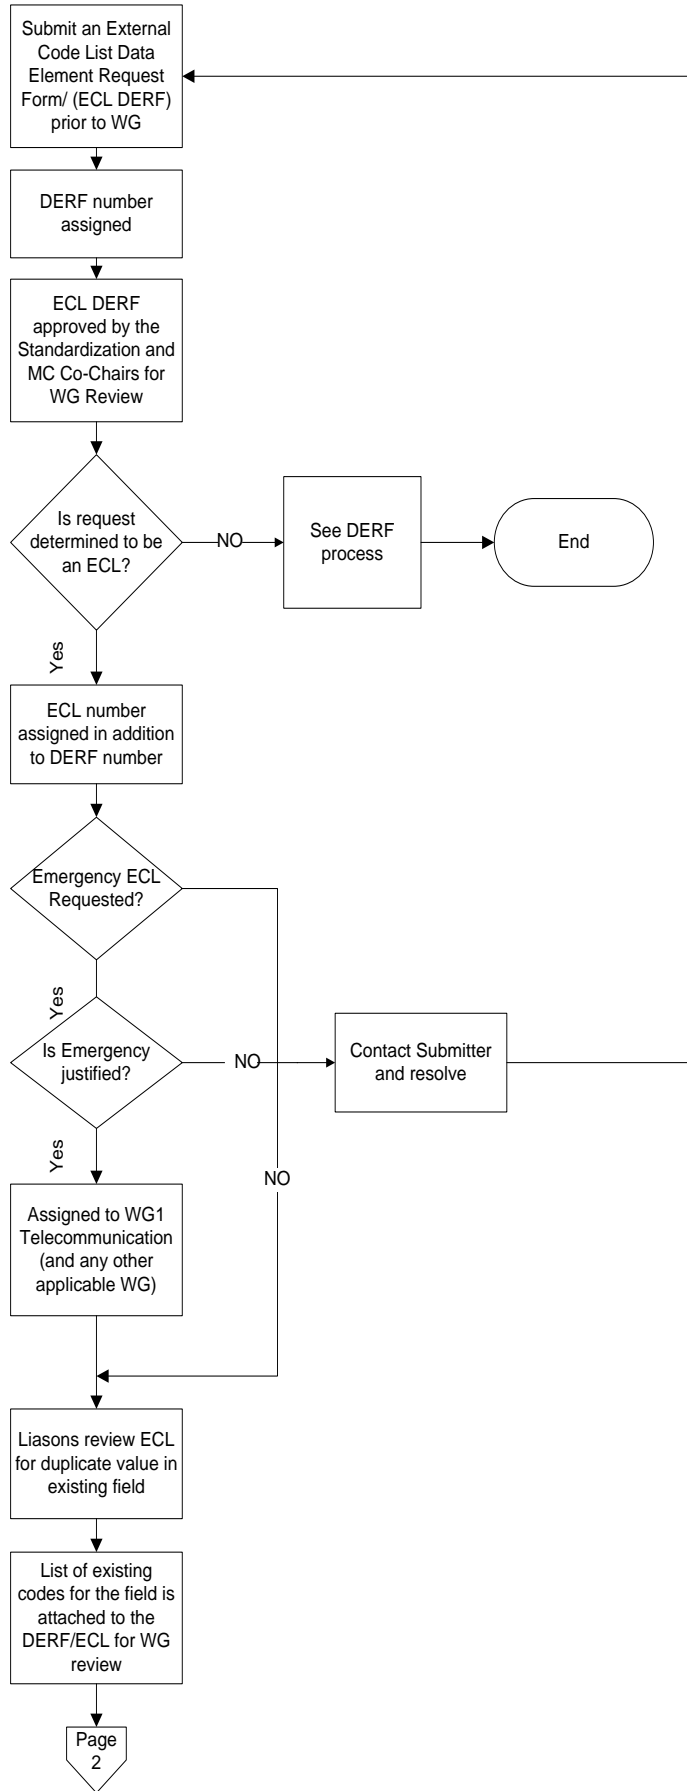 Submit an External
Code List Data
Element Request
Form/ (ECL DERF)
prior to WG
DERF number
assigned
ECL DERF
approved by the
Standardization and
MC Co-Chairs for
WG Review
Is request
determined to be
an ECL?
NO
See DERF
process
End
Yes
ECL number
assigned in addition
to DERF number
Emergency ECL
Requested?
Yes
Is Emergency
justified?
NO
Contact Submitter
and resolve
Yes
NO
Assigned to WG1
Telecommunication
(and any other
applicable WG)
Liasons review ECL
for duplicate value in
existing field
List of existing
codes for the field is
attached to the
DERF/ECL for WG
review
Page
2